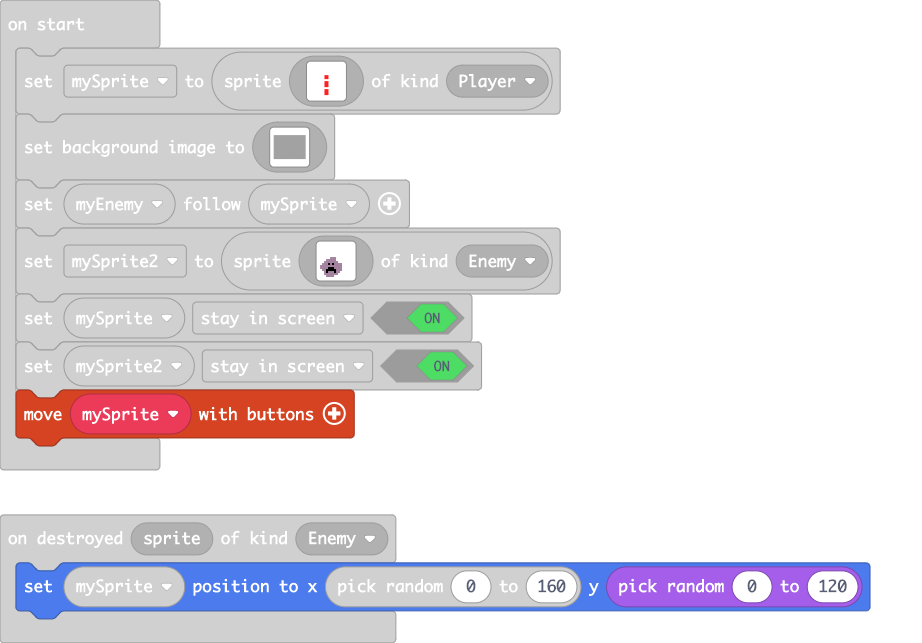 on start
set mySprite to sprite of kind Player
set background image to
set myEnemy follow mySprite
set mySprite2 to sprite of kind Enemy
set mySprite stay in screen ON
set mySprite2 stay in screen ON
move mySprite with buttons
on destroyed sprite of kind Enemy
set mySprite position to x pick random 0 to 160 y pick random 0 to 120